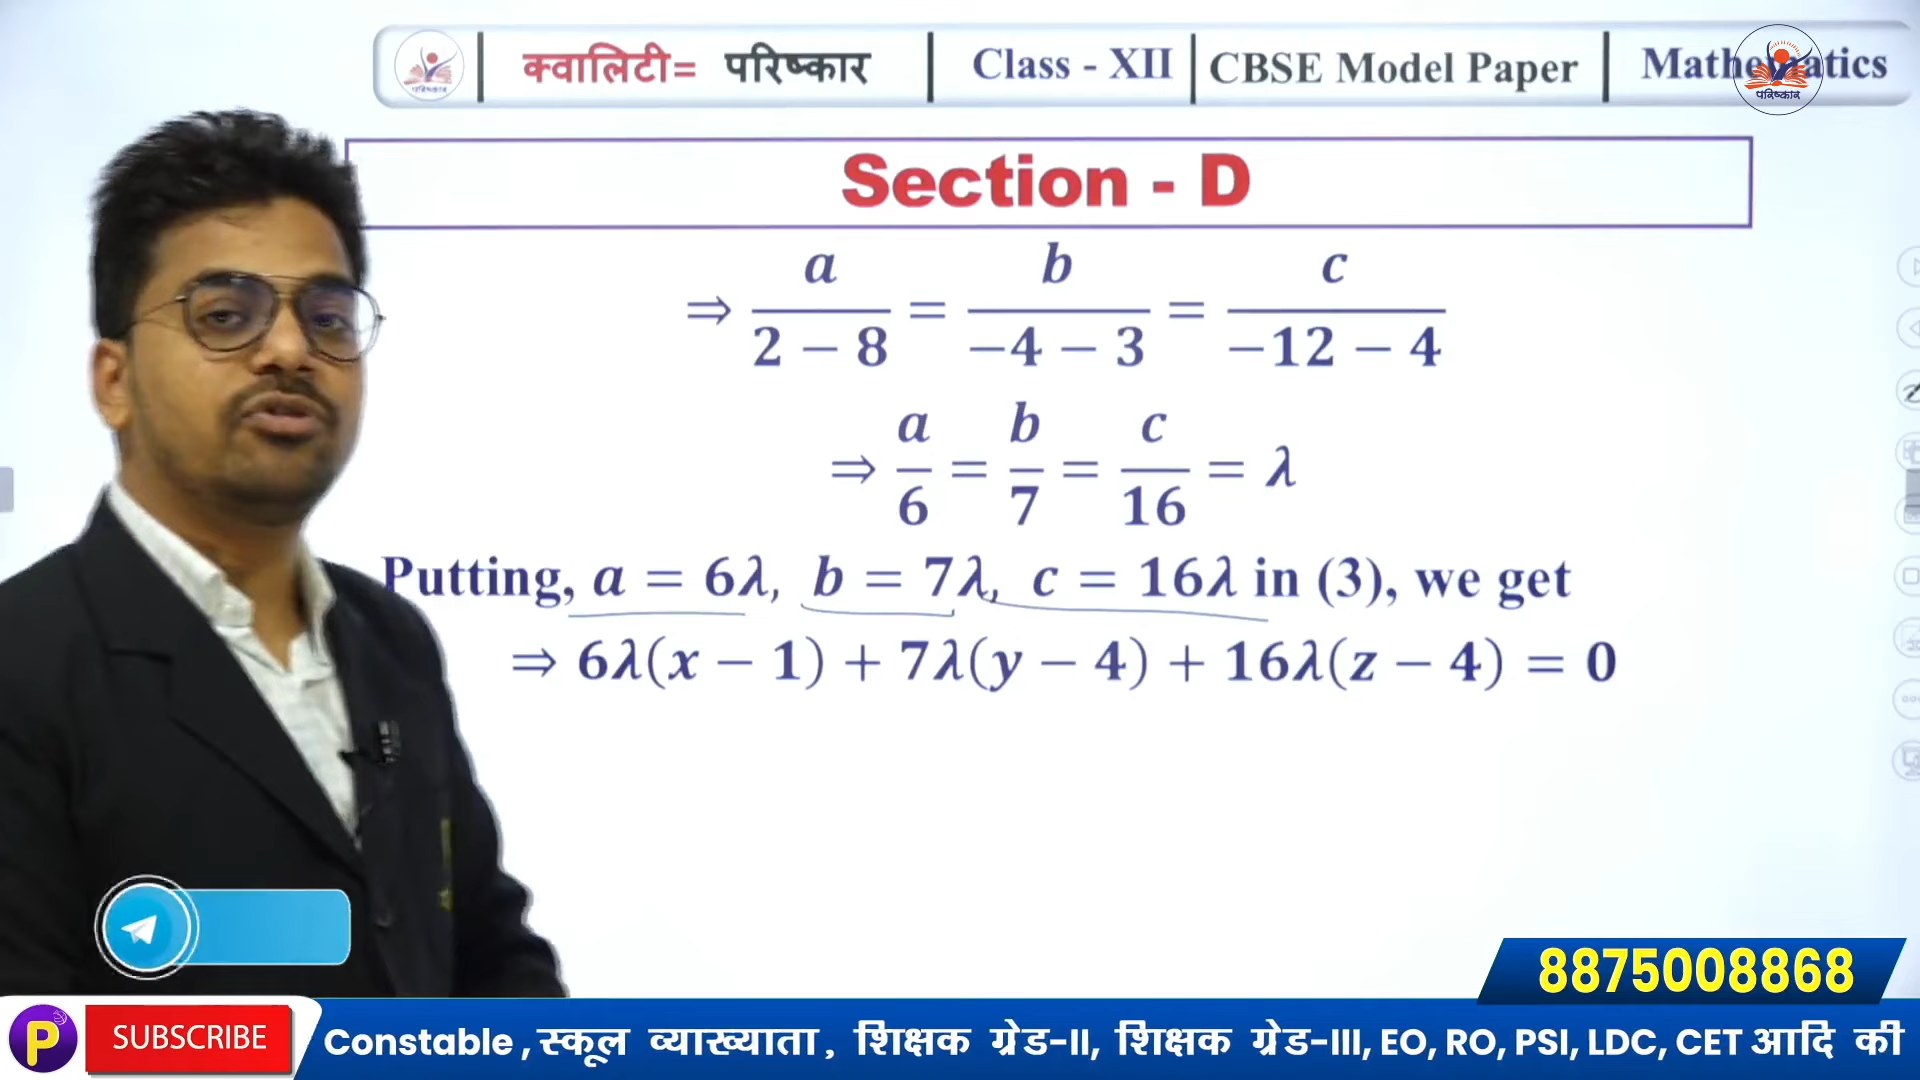 क्वालिटी= परिष्कार | Class - XII | CBSE Model Paper | Mathematics
परिष्कार
परिष्कार
Section - D
⇒ a/(2 − 8) = b/(−4 − 3) = c/(−12 − 4)
⇒ a/6 = b/7 = c/16 = λ
Putting, a = 6λ, b = 7λ, c = 16λ in (3), we get
⇒ 6λ(x − 1) + 7λ(y − 4) + 16λ(z − 4) = 0
8875008868
P
SUBSCRIBE
Constable , स्कूल व्याख्याता, शिक्षक ग्रेड-II, शिक्षक ग्रेड-III, EO, RO, PSI, LDC, CET आदि की